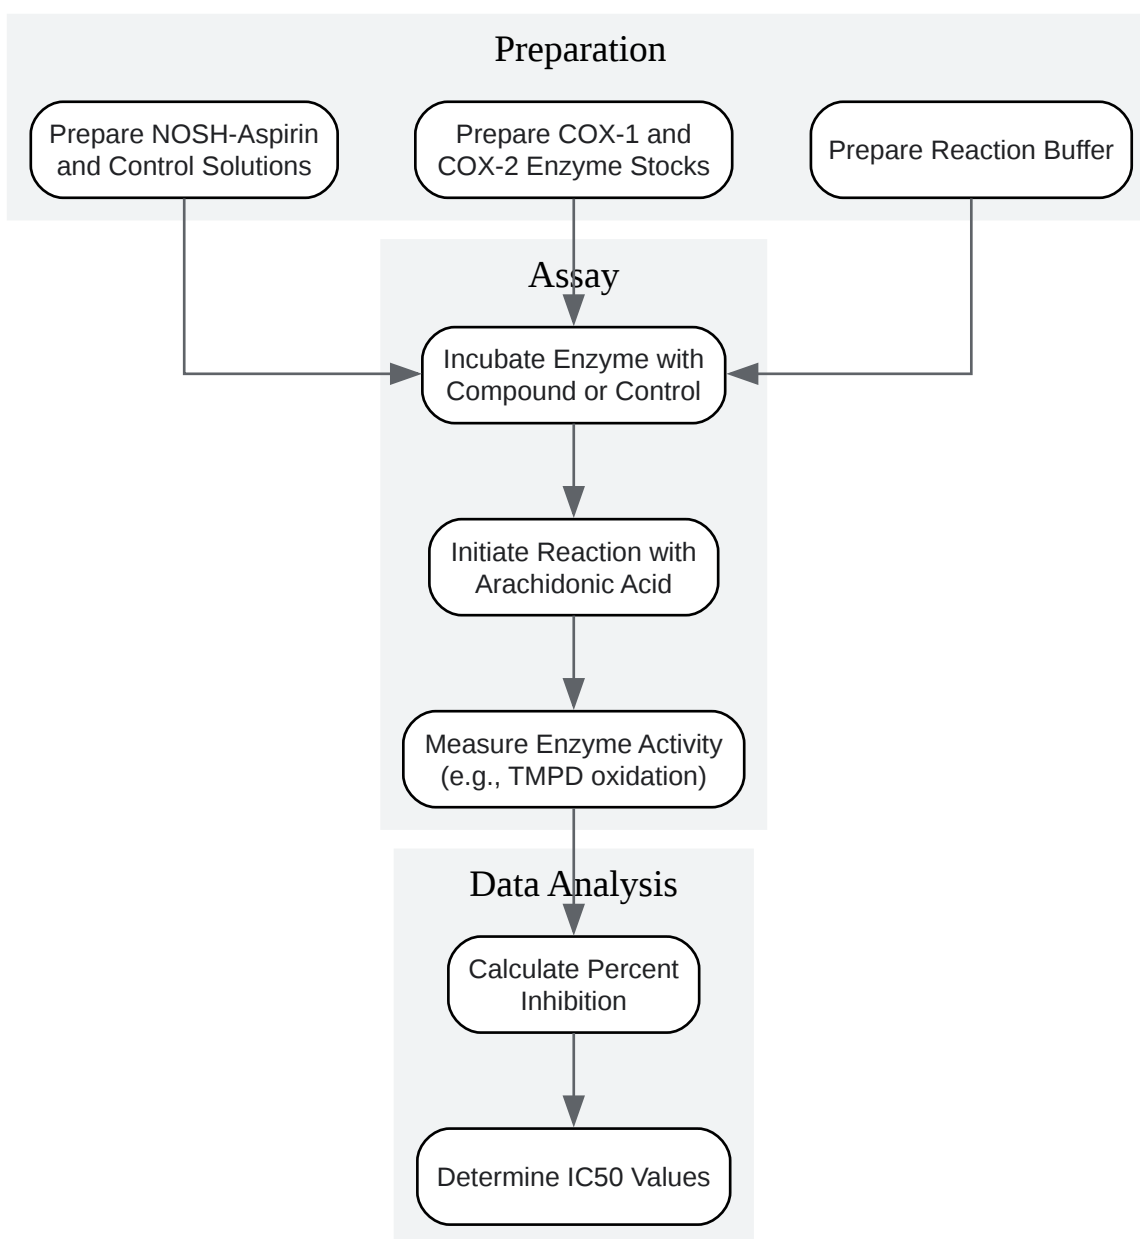 Preparation
Prepare NOSH-Aspirin
and Control Solutions
Prepare COX-1 and
COX-2 Enzyme Stocks
Prepare Reaction Buffer
Assay
Incubate Enzyme with
Compound or Control
Initiate Reaction with
Arachidonic Acid
Measure Enzyme Activity
(e.g., TMPD oxidation)
Data Analysis
Calculate Percent
Inhibition
Determine IC50 Values